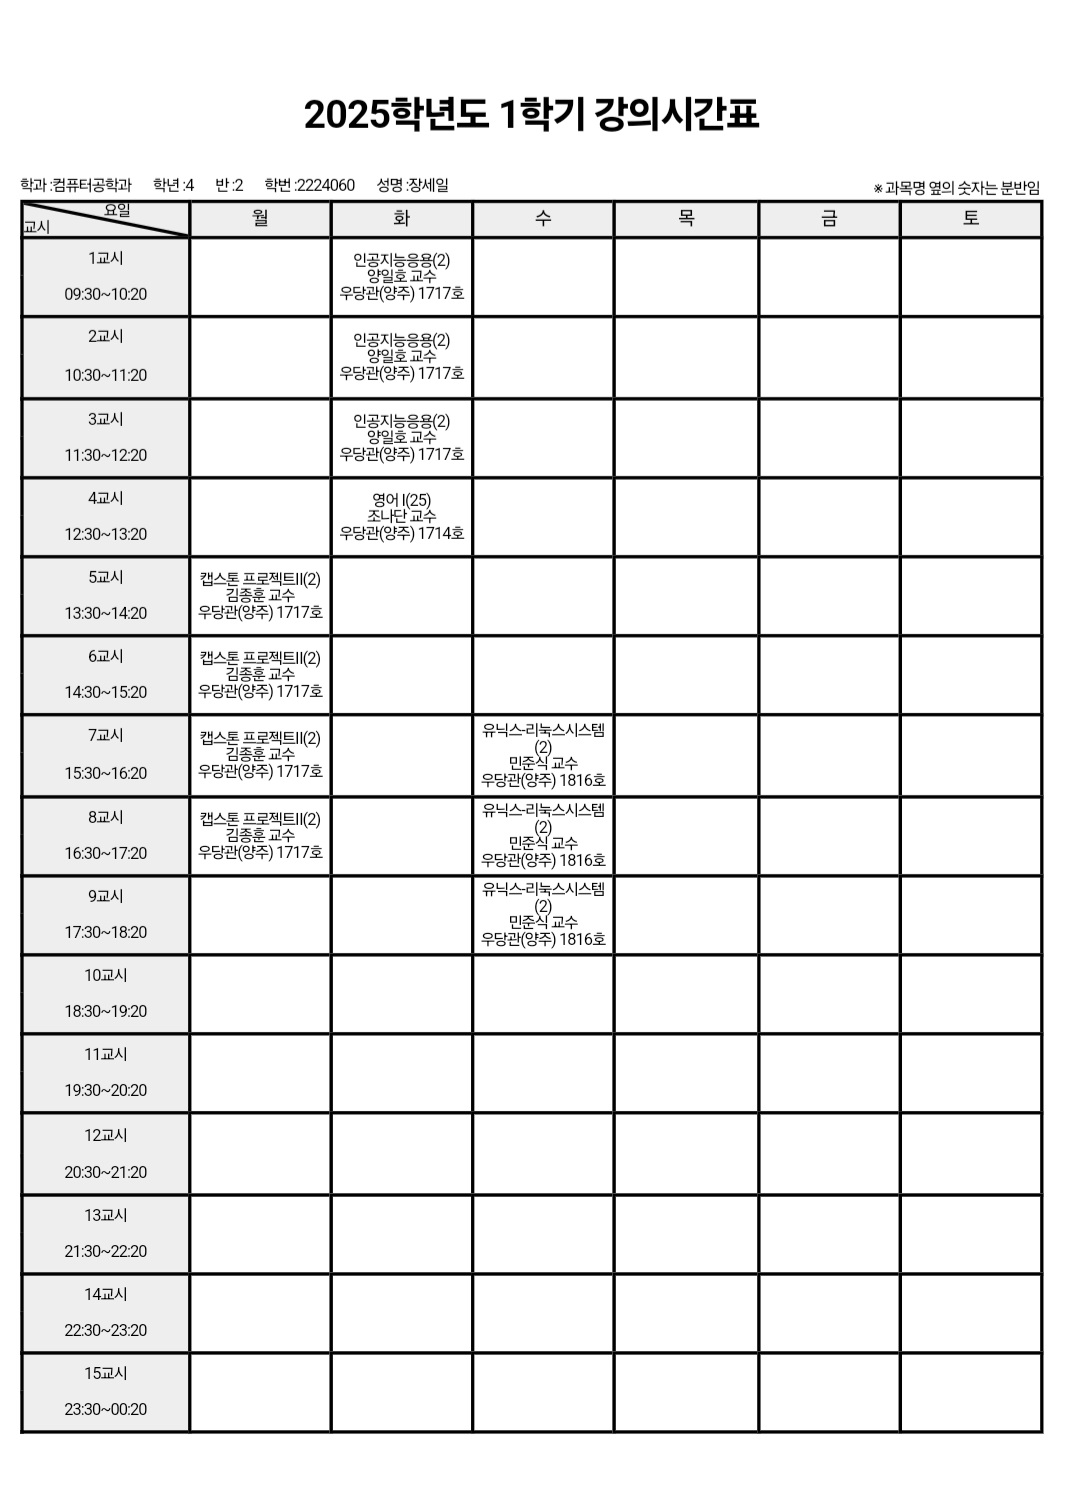 2025학년도 1학기 강의시간표
학과 :컴퓨터공학과 학년 :4 반 :2 학번 :2224060 성명 :장세일
※ 과목명 옆의 숫자는 분반임
요일
교시
월 화 수 목 금 토
1교시
09:30~10:20
인공지능응용(2)
양일호 교수
우당관(양주) 1717호
2교시
10:30~11:20
인공지능응용(2)
양일호 교수
우당관(양주) 1717호
3교시
11:30~12:20
인공지능응용(2)
양일호 교수
우당관(양주) 1717호
4교시
12:30~13:20
영어 I(25)
조나단 교수
우당관(양주) 1714호
5교시
13:30~14:20
캡스톤 프로젝트II(2)
김종훈 교수
우당관(양주) 1717호
6교시
14:30~15:20
캡스톤 프로젝트II(2)
김종훈 교수
우당관(양주) 1717호
7교시
15:30~16:20
캡스톤 프로젝트II(2)
김종훈 교수
우당관(양주) 1717호
유닉스-리눅스시스템
(2)
민준식 교수
우당관(양주) 1816호
8교시
16:30~17:20
캡스톤 프로젝트II(2)
김종훈 교수
우당관(양주) 1717호
유닉스-리눅스시스템
(2)
민준식 교수
우당관(양주) 1816호
9교시
17:30~18:20
유닉스-리눅스시스템
(2)
민준식 교수
우당관(양주) 1816호
10교시
18:30~19:20
11교시
19:30~20:20
12교시
20:30~21:20
13교시
21:30~22:20
14교시
22:30~23:20
15교시
23:30~00:20